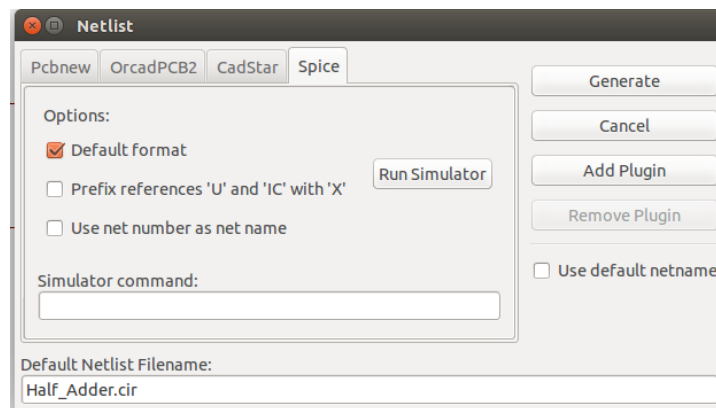 Netlist
Pcbnew
OrcadPCB2
CadStar
Spice
Options:
Default format
Prefix references 'U' and 'IC' with 'X'
Use net number as net name
Run Simulator
Simulator command:
Default Netlist Filename:
Half_Adder.cir
Generate
Cancel
Add Plugin
Remove Plugin
Use default netname